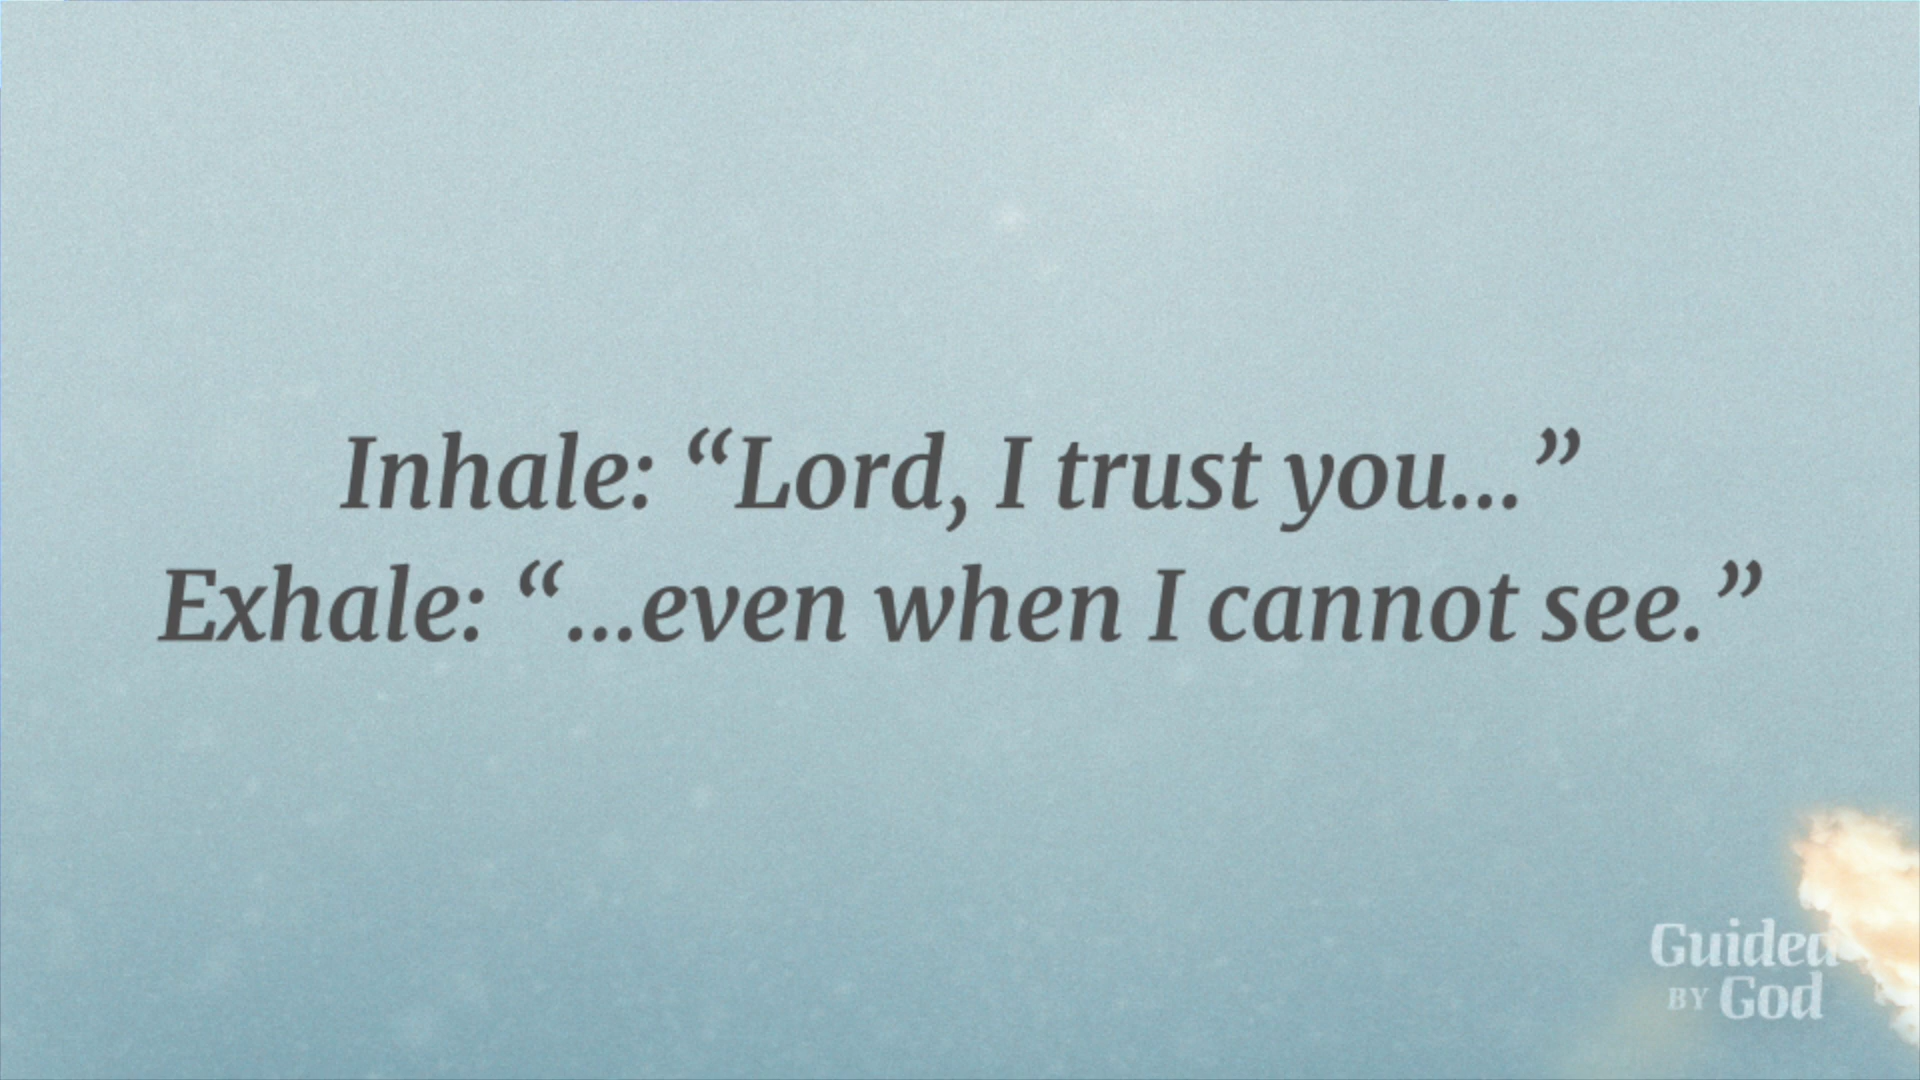 Inhale: “Lord, I trust you...”
Exhale: “...even when I cannot see.”
Guided
BY God